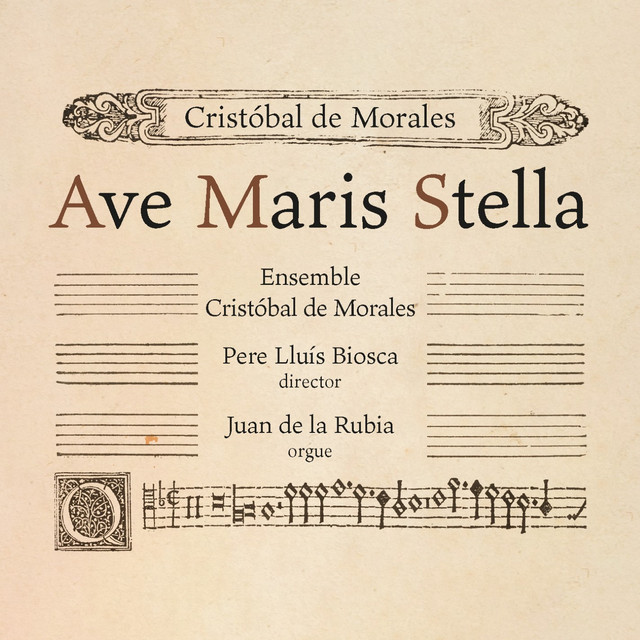 Cristóbal de Morales
Ave Maris Stella
Ensemble
Cristóbal de Morales
Pere Lluís Biosca
director
Juan de la Rubia
orgue
Q